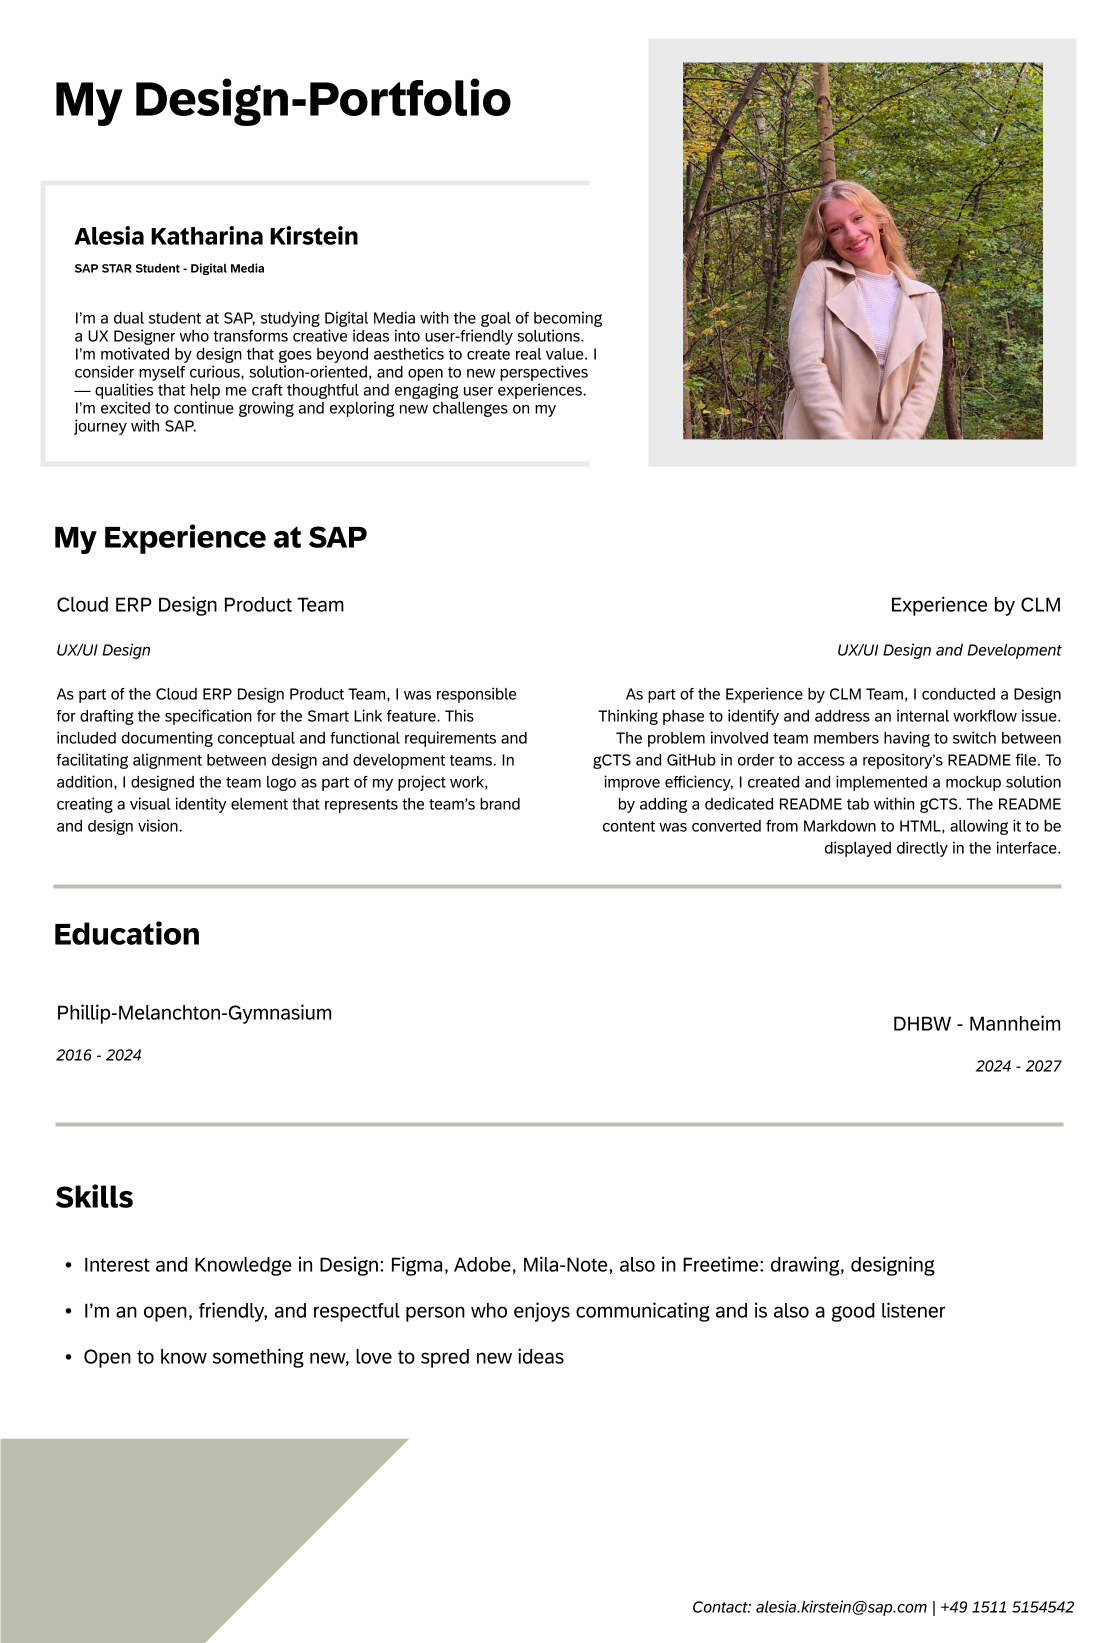 My Design-Portfolio
Alesia Katharina Kirstein
SAP STAR Student - Digital Media
I'm a dual student at SAP, studying Digital Media with the goal of becoming
a UX Designer who transforms creative ideas into user-friendly solutions.
I'm motivated by design that goes beyond aesthetics to create real value. I
consider myself curious, solution-oriented, and open to new perspectives
— qualities that help me craft thoughtful and engaging user experiences.
I'm excited to continue growing and exploring new challenges on my
journey with SAP.
My Experience at SAP
Cloud ERP Design Product Team
UX/UI Design
As part of the Cloud ERP Design Product Team, I was responsible
for drafting the specification for the Smart Link feature. This
included documenting conceptual and functional requirements and
facilitating alignment between design and development teams. In
addition, I designed the team logo as part of my project work,
creating a visual identity element that represents the team's brand
and design vision.
Experience by CLM
UX/UI Design and Development
As part of the Experience by CLM Team, I conducted a Design
Thinking phase to identify and address an internal workflow issue.
The problem involved team members having to switch between
gCTS and GitHub in order to access a repository's README file. To
improve efficiency, I created and implemented a mockup solution
by adding a dedicated README tab within gCTS. The README
content was converted from Markdown to HTML, allowing it to be
displayed directly in the interface.
Education
Phillip-Melanchton-Gymnasium
2016 - 2024
DHBW - Mannheim
2024 - 2027
Skills
• Interest and Knowledge in Design: Figma, Adobe, Mila-Note, also in Freetime: drawing, designing
• I'm an open, friendly, and respectful person who enjoys communicating and is also a good listener
• Open to know something new, love to spred new ideas
Contact: alesia.kirstein@sap.com | +49 1511 5154542